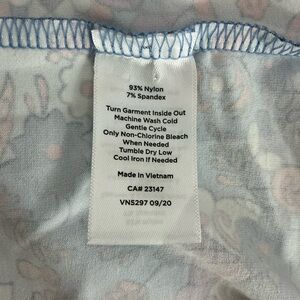 93% Nylon
7% Spandex
Turn Garment Inside Out
Machine Wash Cold
Gentle Cycle
Only Non-Chlorine Bleach
When Needed
Tumble Dry Low
Cool Iron If Needed
Made In Vietnam
CA# 23147
VN5297 09/20